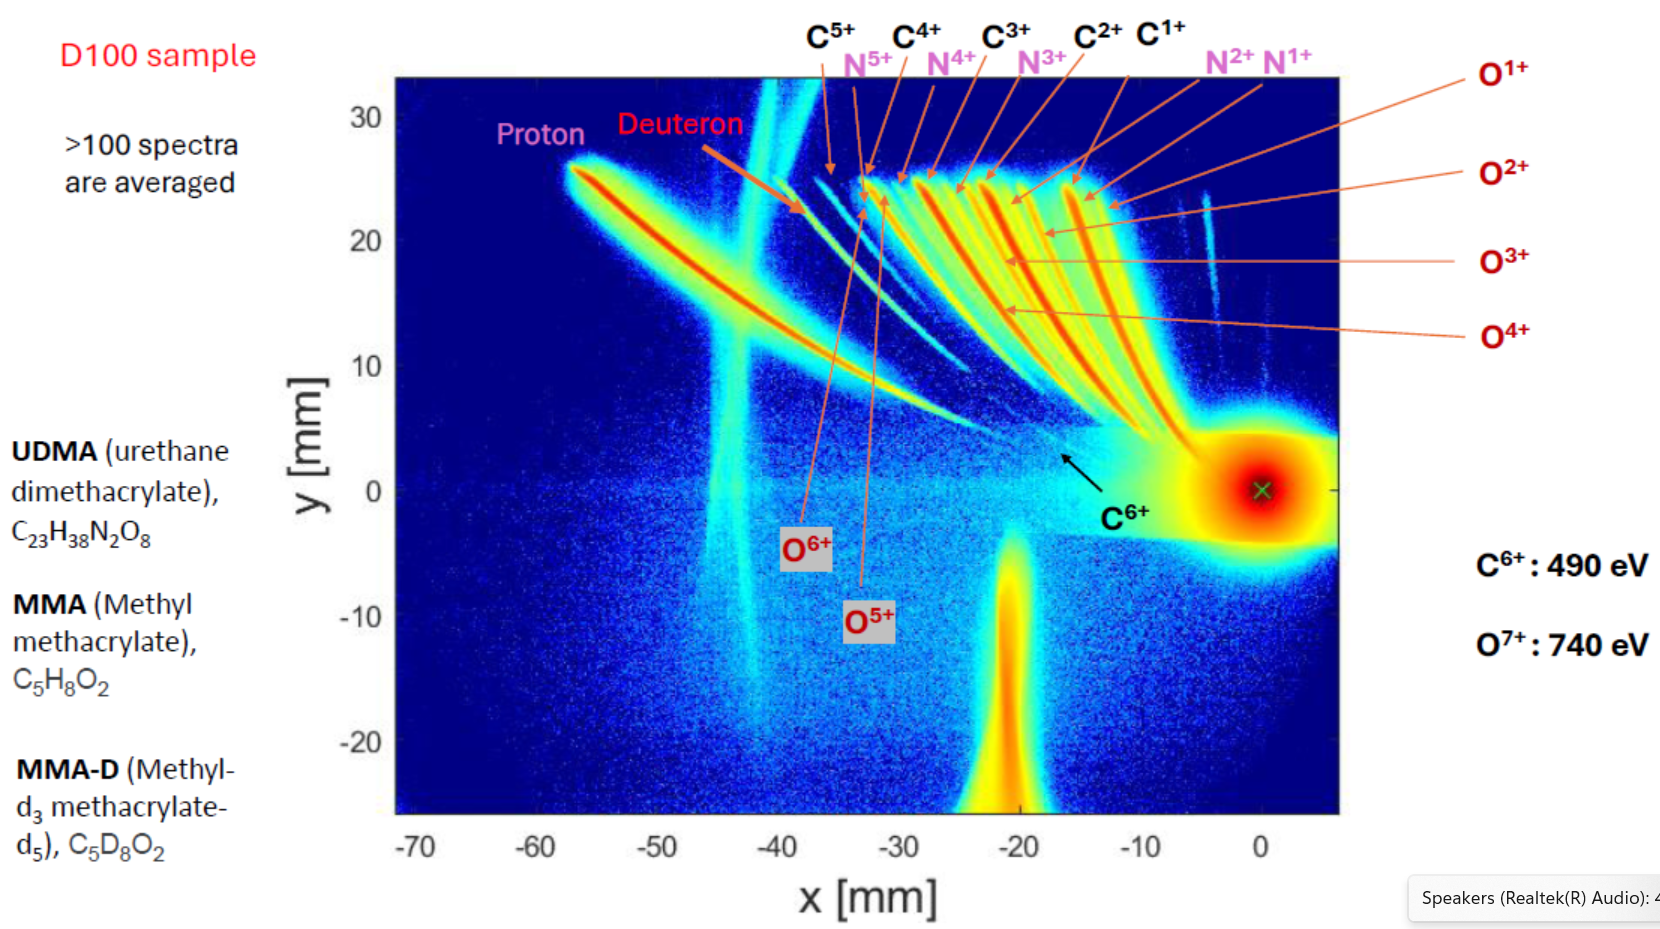 D100 sample
>100 spectra
are averaged
UDMA (urethane
dimethacrylate),
C₂₃H₃₈N₂O₈
MMA (Methyl
methacrylate),
C₅H₈O₂
MMA-D (Methyl-
d₃ methacrylate-
d₅), C₅D₈O₂
C⁵⁺ C⁴⁺ C³⁺ C²⁺ C¹⁺
N⁵⁺ N⁴⁺ N³⁺ N²⁺ N¹⁺
O¹⁺
Proton Deuteron
O²⁺
O³⁺
O⁴⁺
C⁶⁺
O⁶⁺
O⁵⁺
30
20
10
0
-10
-20
y [mm]
-70 -60 -50 -40 -30 -20 -10 0
x [mm]
C⁶⁺ : 490 eV
O⁷⁺ : 740 eV
Speakers (Realtek(R) Audio): 4